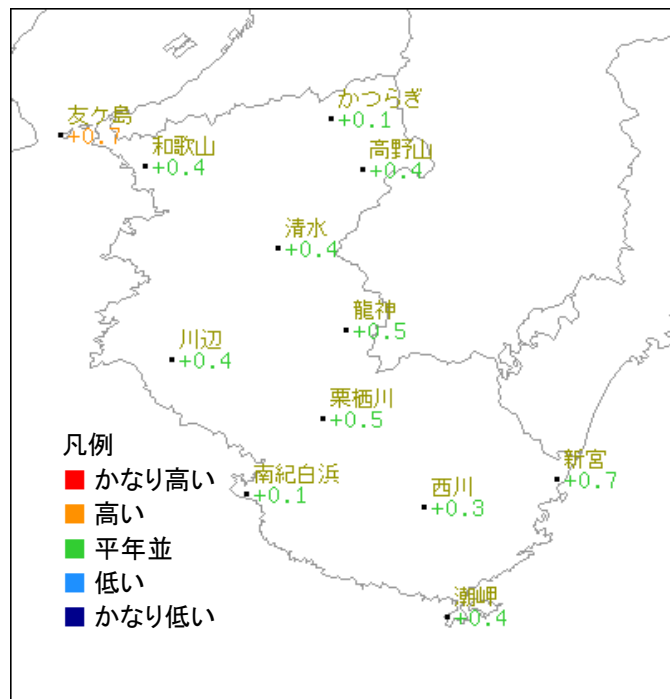 かつらぎ
+0.1
友ケ島
+0.7
和歌山
+0.4
高野山
+0.4
清水
+0.4
龍神
+0.5
川辺
+0.4
栗栖川
+0.5
凡例
かなり高い
高い
平年並
低い
かなり低い
南紀白浜
+0.1
西川
+0.3
新宮
+0.7
潮岬
+0.4